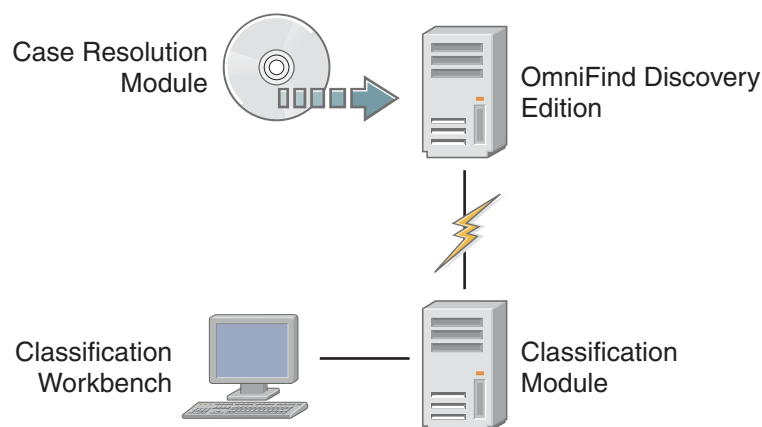 Case Resolution
Module
OmniFind Discovery
Edition
Classification
Workbench
Classification
Module